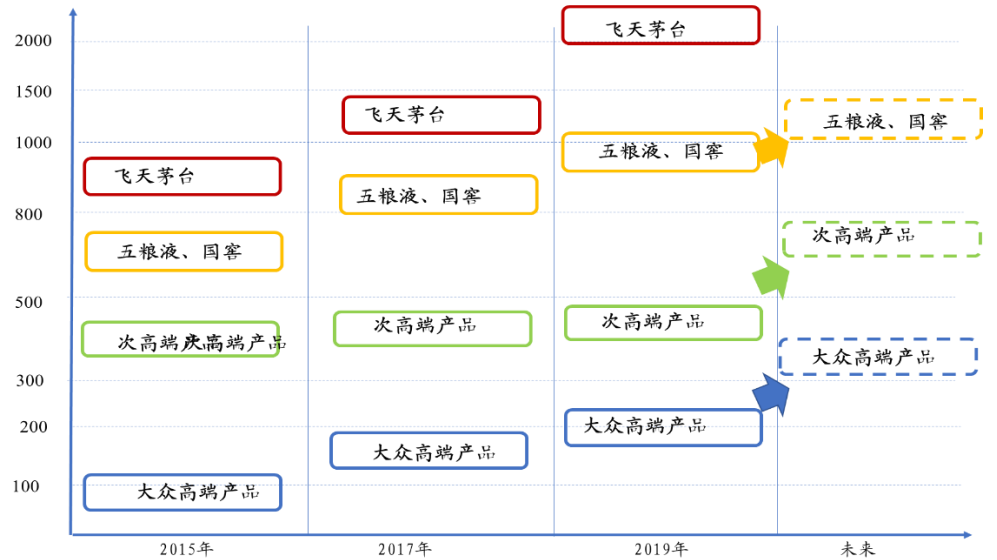 2000
飞天茅台
1500
飞天茅台
五粮液、国窖
1000
五粮液、国窖
飞天茅台
800
五粮液、国窖
次高端产品
五粮液、国窖
500
次高端产品
次高端产品
次高端产品次高端产品
大众高端产品
300
200
大众高端产品
大众高端产品
100
大众高端产品
2015年
2017年
2019年
未来